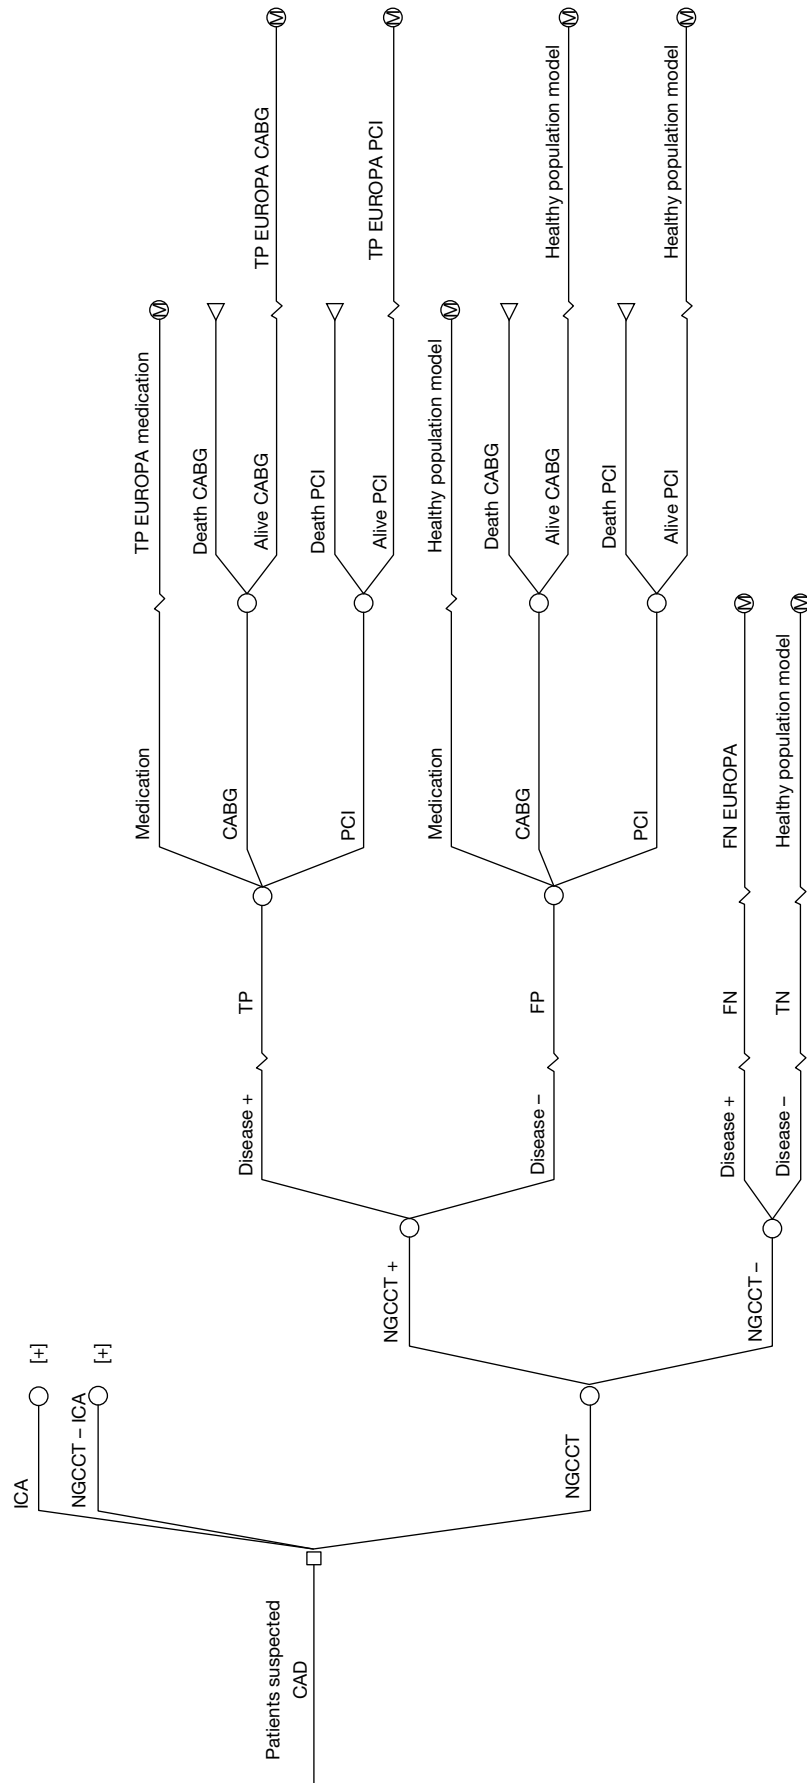 Patients suspected
CAD
ICA
[+]
NGCCT – ICA
[+]
NGCCT
NGCCT +
Disease +
TP
Medication
TP EUROPA medication
M
CABG
Death CABG
Alive CABG
TP EUROPA CABG
M
PCI
Death PCI
Alive PCI
TP EUROPA PCI
M
Disease –
FP
Medication
Healthy population model
M
CABG
Death CABG
Alive CABG
Healthy population model
M
PCI
Death PCI
Alive PCI
Healthy population model
M
NGCCT –
Disease +
FN
FN EUROPA
M
Disease –
TN
Healthy population model
M